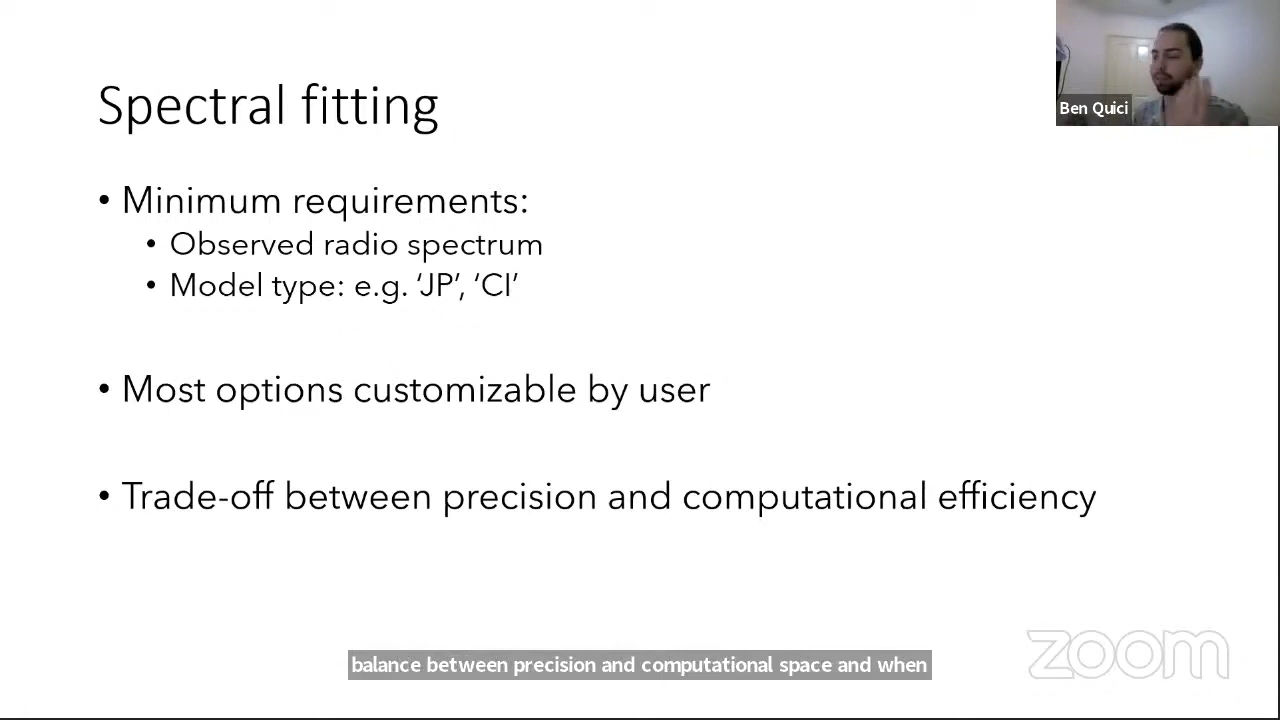 Spectral fitting
Ben Quici
• Minimum requirements:
• Observed radio spectrum
• Model type: e.g. ‘JP’, ‘CI’
• Most options customizable by user
• Trade-off between precision and computational efficiency
balance between precision and computational space and when
zoom